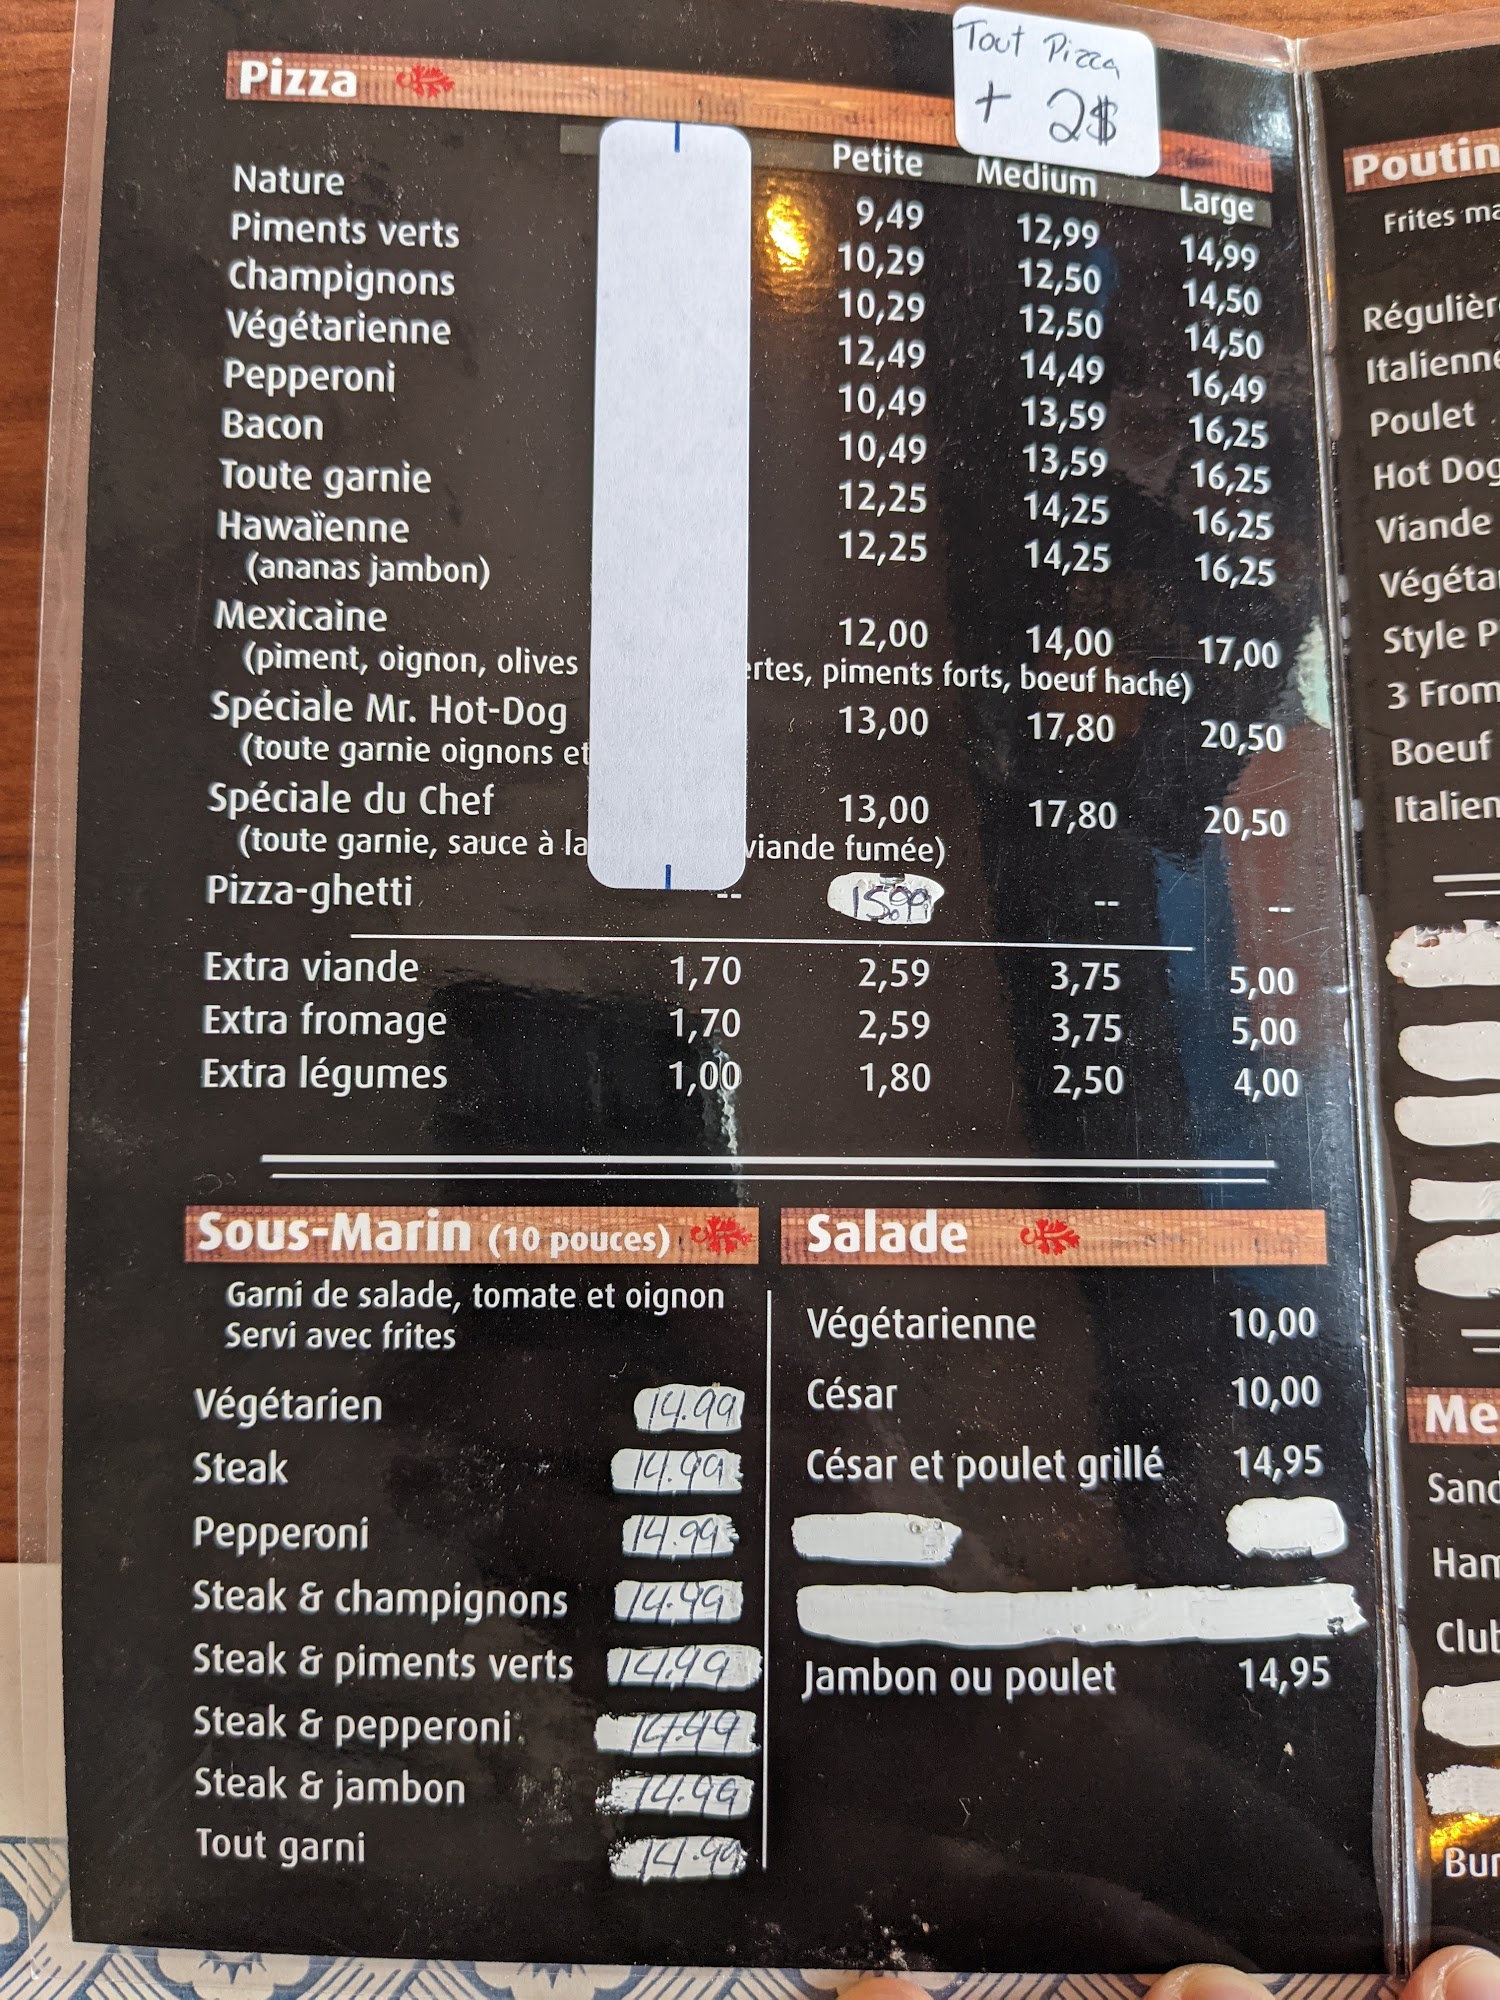 Tout Pizza
+ 2$
Pizza
Petite Medium Large
Nature 9,49 12,99 14,99
Piments verts 10,29 12,50 14,50
Champignons 10,29 12,50 14,50
Végétarienne 12,49 14,49 16,49
Pepperoni 10,49 13,59 16,25
Bacon 10,49 13,59 16,25
Toute garnie 12,25 14,25 16,25
Hawaïenne 12,25 14,25 16,25
(ananas jambon)
Mexicaine 12,00 14,00 17,00
(piment, oignon, olives ertes, piments forts, boeuf haché)
Spéciale Mr. Hot-Dog 13,00 17,80 20,50
(toute garnie oignons et
Spéciale du Chef 13,00 17,80 20,50
(toute garnie, sauce à la viande fumée)
Pizza-ghetti -- 15.99 -- --
Extra viande 1,70 2,59 3,75 5,00
Extra fromage 1,70 2,59 3,75 5,00
Extra légumes 1,00 1,80 2,50 4,00
Sous-Marin (10 pouces)
Garni de salade, tomate et oignon
Servi avec frites
Végétarien 14.99
Steak 14.99
Pepperoni 14.99
Steak & champignons 14.99
Steak & piments verts 14.99
Steak & pepperoni 14.99
Steak & jambon 14.99
Tout garni 14.99
Salade
Végétarienne 10,00
César 10,00
César et poulet grillé 14,95
Jambon ou poulet 14,95
Poutin
Frites ma
Régulièr
Italienne
Poulet
Hot Dog
Viande
Végéta
Style P
3 From
Boeuf
Italien
Me
Sand
Ham
Club
Bur